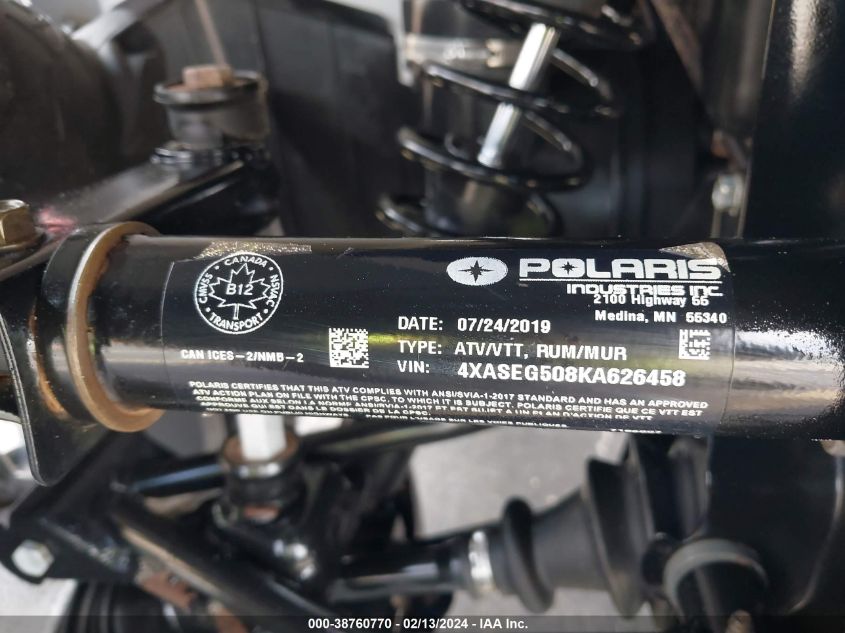 CANADA
CMVSS
NSVAC
B12
TRANSPORT
CAN ICES-2/NMB-2
POLARIS
INDUSTRIES INC
2100 Highway 55
Medina, MN 55340
DATE: 07/24/2019
TYPE: ATV/VTT, RUM/MUR
VIN: 4XASEG508KA626458
POLARIS CERTIFIES THAT THIS ATV COMPLIES WITH ANSI/SVIA-1-2017 STANDARD AND HAS AN APPROVED
ATV ACTION PLAN ON FILE WITH THE CPSC, TO WHICH IT IS SUBJECT. POLARIS CERTIFIE QUE CE VTT EST
000-38760770 - 02/13/2024 - IAA Inc.